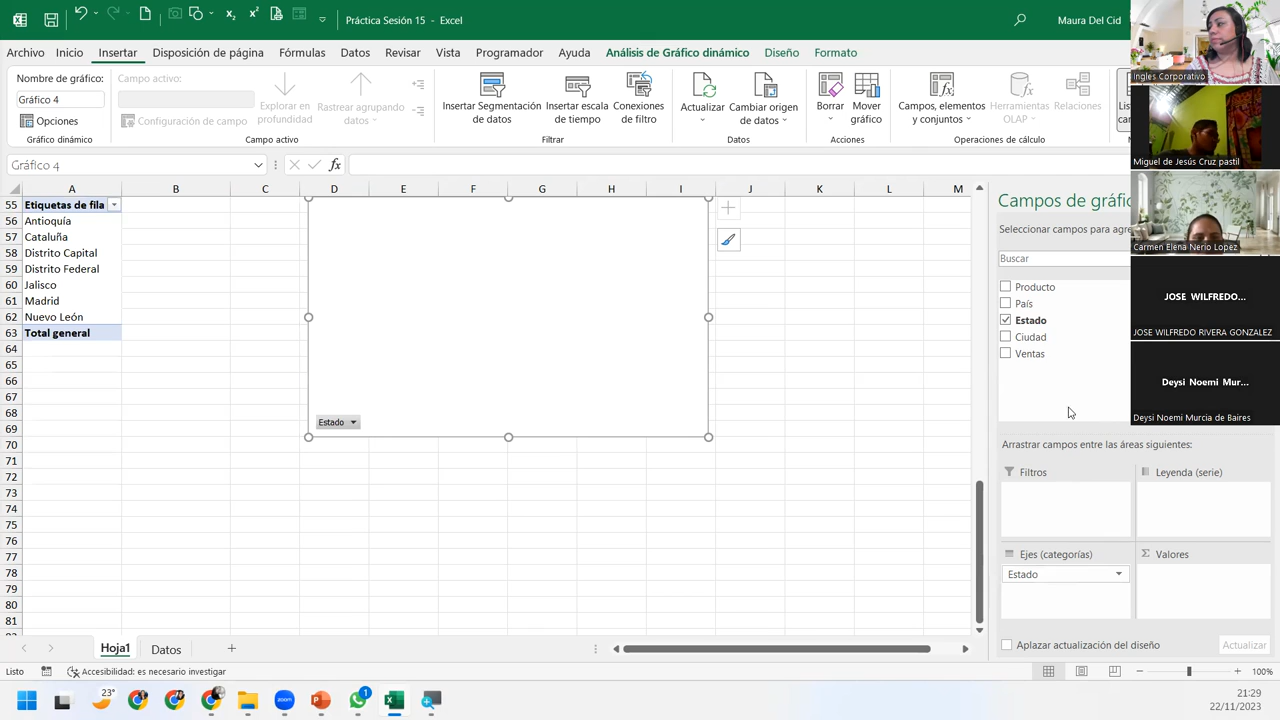 Práctica Sesión 15 - Excel
Maura Del Cid
Archivo Inicio Insertar Disposición de página Fórmulas Datos Revisar Vista Programador Ayuda Análisis de Gráfico dinámico Diseño Formato
Nombre de gráfico:
Gráfico 4
Opciones
Gráfico dinámico
Campo activo:
Configuración de campo
Explorar en profundidad
Rastrear agrupando datos
Campo activo
Insertar Segmentación de datos
Insertar escala de tiempo
Conexiones de filtro
Filtrar
Actualizar
Cambiar origen de datos
Datos
Borrar
Mover gráfico
Acciones
Campos, elementos y conjuntos
Herramientas OLAP
Relaciones
Operaciones de cálculo
Gráfico 4
fx
A B C D E F G H I J K L M
55 Etiquetas de fila
56 Antioquía
57 Cataluña
58 Distrito Capital
59 Distrito Federal
60 Jalisco
61 Madrid
62 Nuevo León
63 Total general
64
65
66
67
68
69
70
71
72
73
74
75
76
77
78
79
80
81
Estado
Campos de gráfic
Seleccionar campos para agre
Buscar
Producto
País
Estado
Ciudad
Ventas
Arrastrar campos entre las áreas siguientes:
Filtros
Leyenda (serie)
Ejes (categorías)
Valores
Estado
Aplazar actualización del diseño
Actualizar
Ingles Corporativo
Miguel de Jesús Cruz pastil
Carmen Elena Nerio Lopez
JOSE WILFREDO...
JOSE WILFREDO RIVERA GONZALEZ
Deysi Noemi Mur...
Deysi Noemi Murcia de Baires
Hoja1 Datos
Listo
Accesibilidad: es necesario investigar
100%
23°
1
21:29
22/11/2023